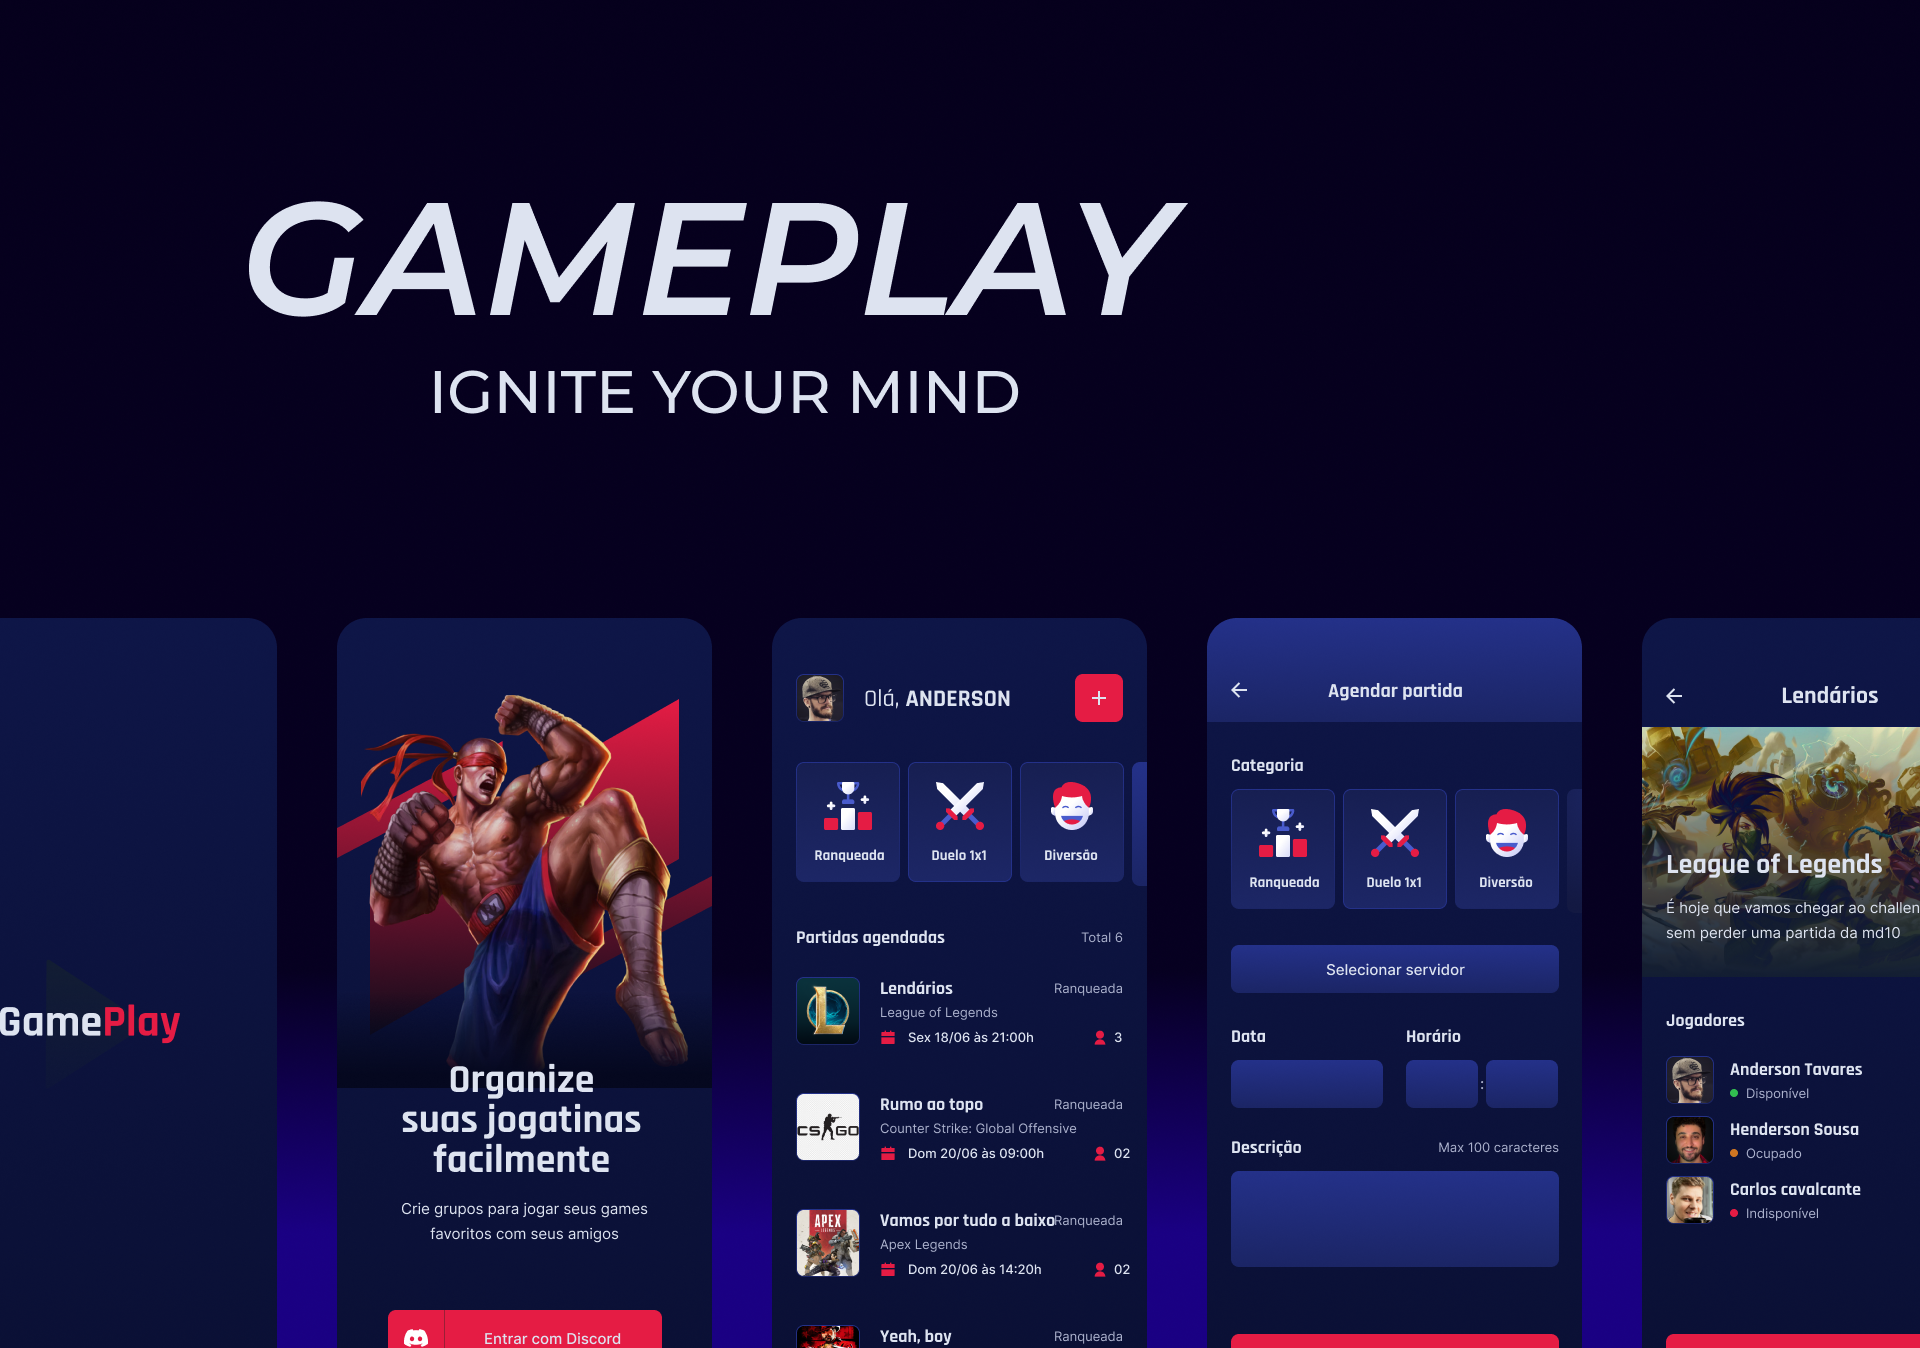 GAMEPLAY
IGNITE YOUR MIND
GamePlay
Organize
suas jogatinas
facilmente
Crie grupos para jogar seus games
favoritos com seus amigos
Entrar com Discord
Olá, ANDERSON
+
Ranqueada
Duelo 1x1
Diversão
Partidas agendadas
Total 6
Lendários
Ranqueada
League of Legends
Sex 18/06 às 21:00h
3
CS GO
Rumo ao topo
Ranqueada
Counter Strike: Global Offensive
Dom 20/06 às 09:00h
02
APEX
Vamos por tudo a baixo
Ranqueada
Apex Legends
Dom 20/06 às 14:20h
02
Yeah, boy
Ranqueada
Agendar partida
Categoria
Ranqueada
Duelo 1x1
Diversão
Selecionar servidor
Data
Horário
:
Descrição
Max 100 caracteres
Lendários
League of Legends
É hoje que vamos chegar ao challen
sem perder uma partida da md10
Jogadores
Anderson Tavares
Disponível
Henderson Sousa
Ocupado
Carlos cavalcante
Indisponível